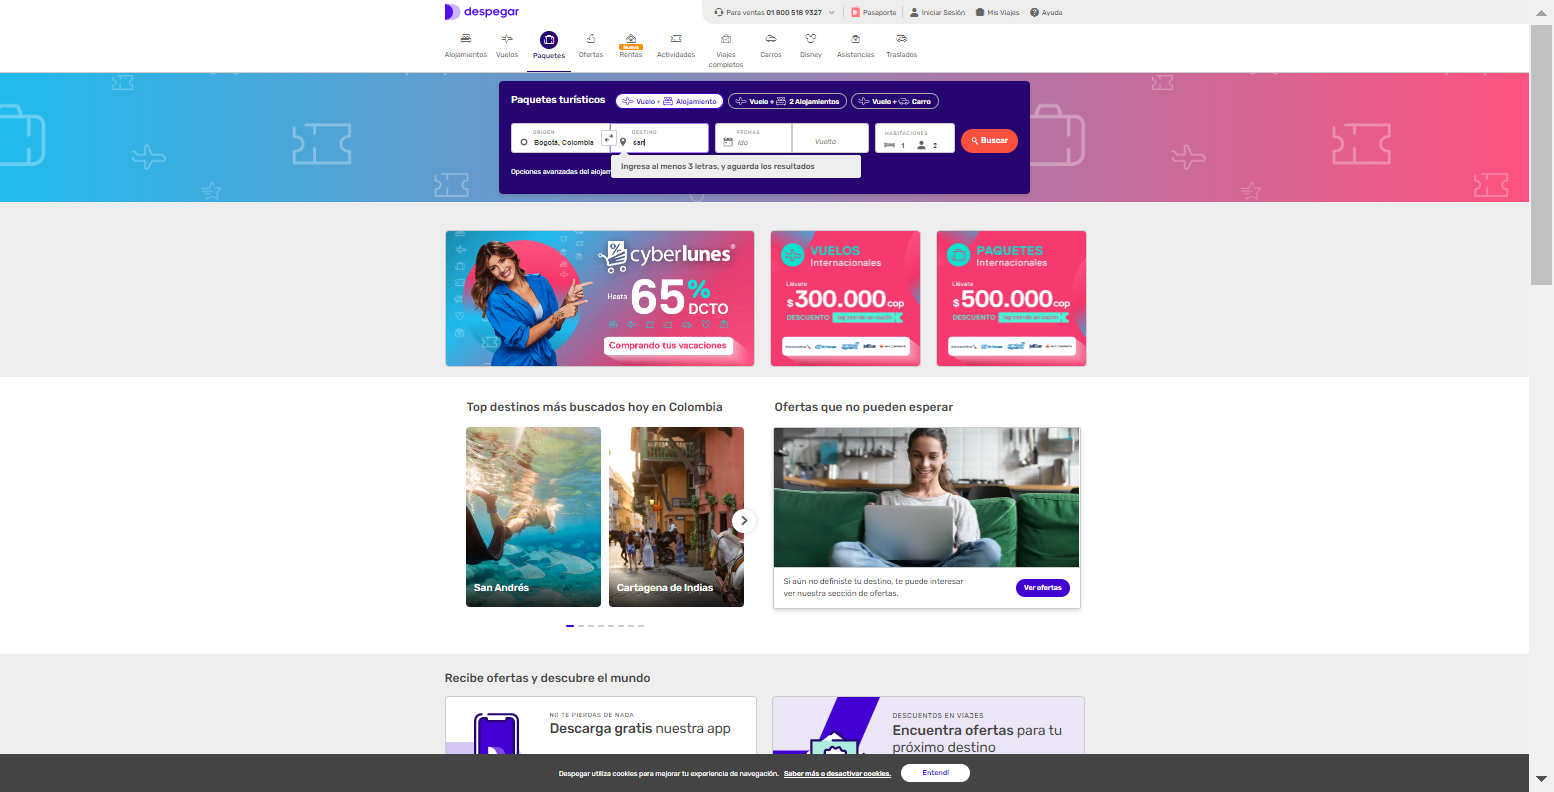 despegar
Para ventas 01 800 518 9327
Pasaporte
Iniciar Sesión
Mis Viajes
Ayuda
Alojamientos
Vuelos
Paquetes
Ofertas
Nuevo
Rentas
Actividades
Viajes
completos
Carros
Disney
Asistencias
Traslados
Paquetes turísticos
Vuelo + Alojamiento
Vuelo + 2 Alojamientos
Vuelo + Carro
ORIGEN
Bogotá, Colombia
DESTINO
san
FECHAS
Ida
Vuelta
HABITACIONES
1
2
Buscar
Ingresa al menos 3 letras, y aguarda los resultados
Opciones avanzadas del alojam
cyberlunes®
Hasta 65% DCTO
Comprando tus vacaciones
VUELOS
Internacionales
Llévate
$300.000 cop
DESCUENTO
PAQUETES
Internacionales
Llévate
$500.000 cop
DESCUENTO
Top destinos más buscados hoy en Colombia
San Andrés
Cartagena de Indias
Ofertas que no pueden esperar
Si aún no definiste tu destino, te puede interesar
ver nuestra sección de ofertas.
Ver ofertas
Recibe ofertas y descubre el mundo
NO TE PIERDAS DE NADA
Descarga gratis nuestra app
DESCUENTOS EN VIAJES
Encuentra ofertas para tu
próximo destino
Despegar utiliza cookies para mejorar tu experiencia de navegación. Saber más o desactivar cookies.
Entendí